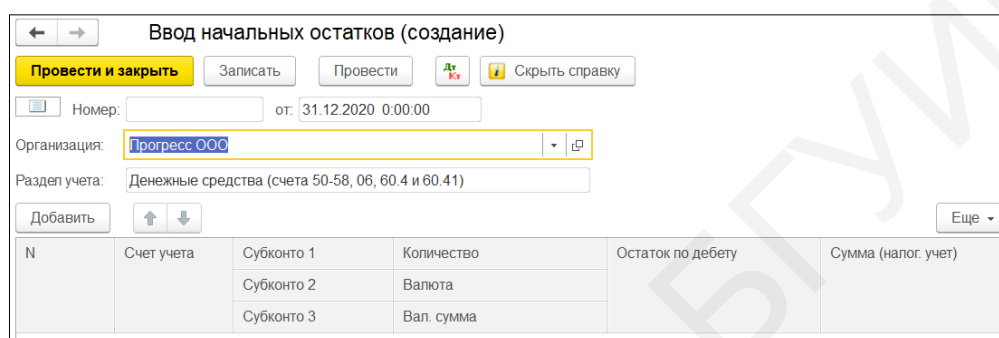 Ввод начальных остатков (создание)
Провести и закрыть Записать Провести Дт Кт Скрыть справку
Номер: от: 31.12.2020 0:00:00
Организация: Прогресс ООО
Раздел учета: Денежные средства (счета 50-58, 06, 60.4 и 60.41)
Добавить Еще
N Счет учета Субконто 1 Количество Остаток по дебету Сумма (налог. учет)
Субконто 2 Валюта
Субконто 3 Вал. сумма
БГУИ